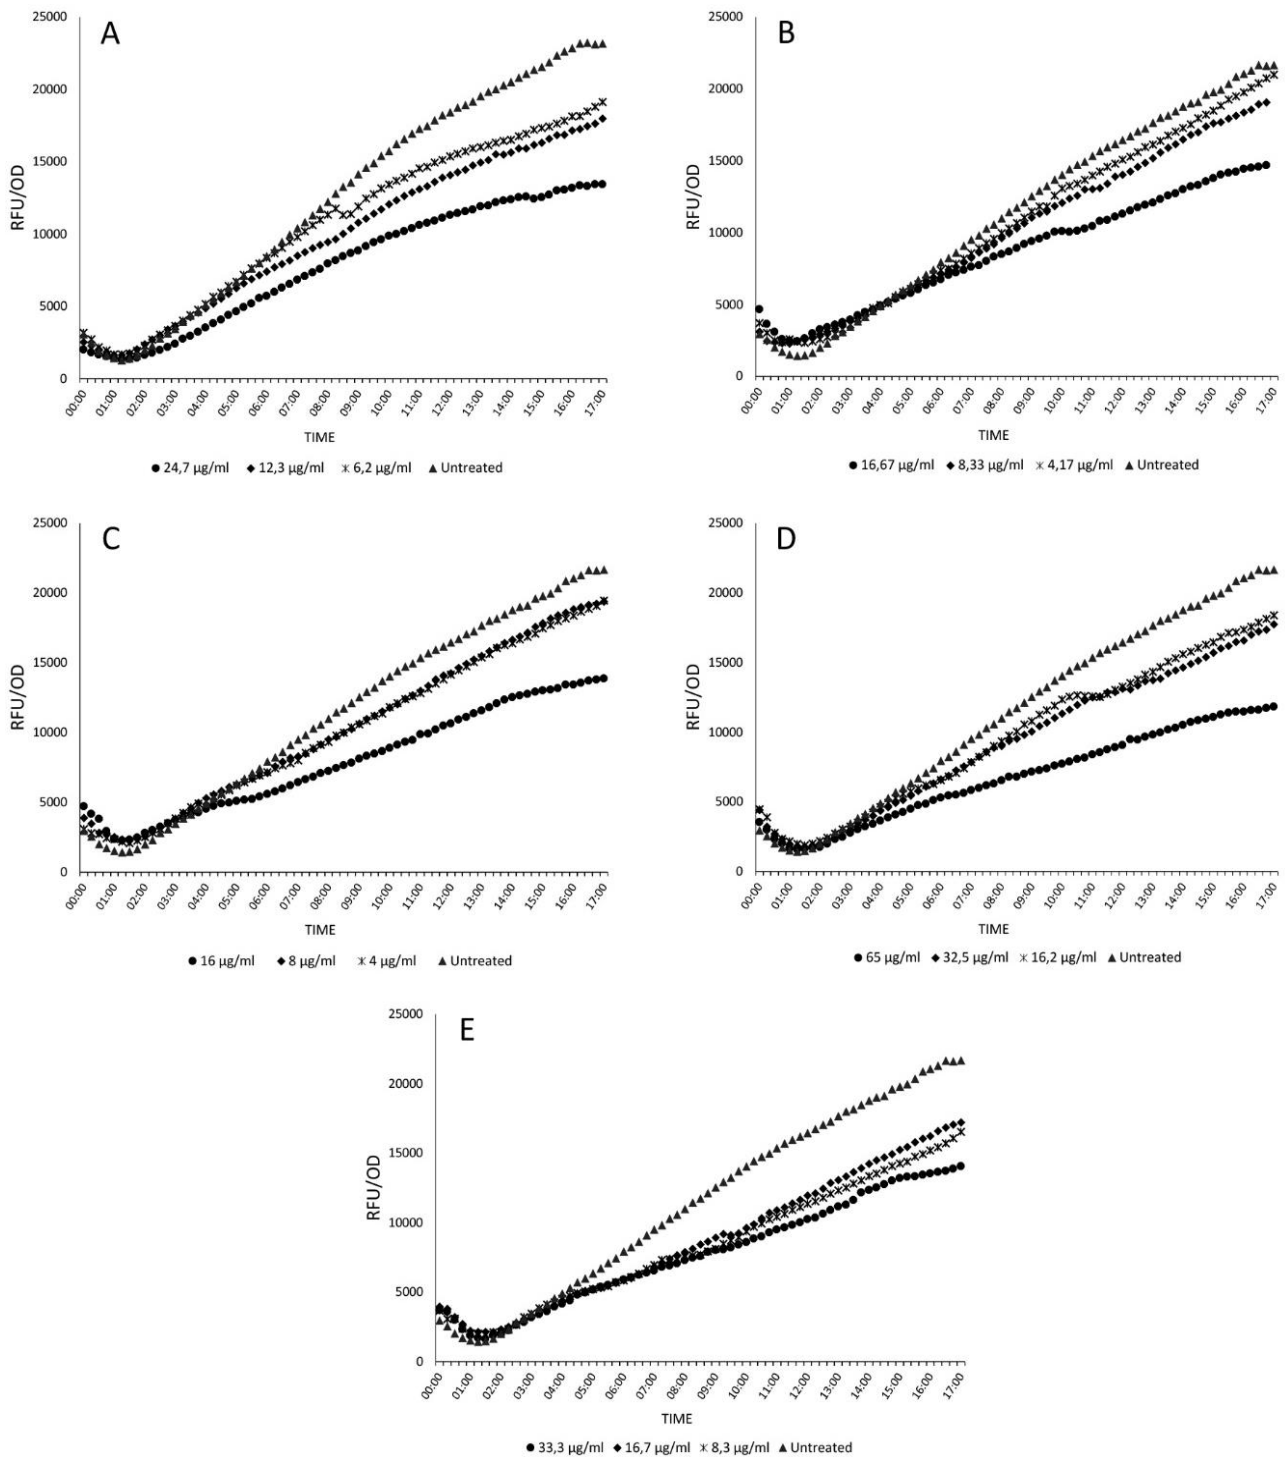 A
25000
20000
15000
10000
5000
0
RFU/OD
00:00 01:00 02:00 03:00 04:00 05:00 06:00 07:00 08:00 09:00 10:00 11:00 12:00 13:00 14:00 15:00 16:00 17:00
TIME
24,7 µg/ml 12,3 µg/ml 6,2 µg/ml Untreated
B
25000
20000
15000
10000
5000
0
RFU/OD
00:00 01:00 02:00 03:00 04:00 05:00 06:00 07:00 08:00 09:00 10:00 11:00 12:00 13:00 14:00 15:00 16:00 17:00
TIME
16,67 µg/ml 8,33 µg/ml 4,17 µg/ml Untreated
C
25000
20000
15000
10000
5000
0
RFU/OD
00:00 01:00 02:00 03:00 04:00 05:00 06:00 07:00 08:00 09:00 10:00 11:00 12:00 13:00 14:00 15:00 16:00 17:00
TIME
16 µg/ml 8 µg/ml 4 µg/ml Untreated
D
25000
20000
15000
10000
5000
0
RFU/OD
00:00 01:00 02:00 03:00 04:00 05:00 06:00 07:00 08:00 09:00 10:00 11:00 12:00 13:00 14:00 15:00 16:00 17:00
TIME
65 µg/ml 32,5 µg/ml 16,2 µg/ml Untreated
E
25000
20000
15000
10000
5000
0
RFU/OD
00:00 01:00 02:00 03:00 04:00 05:00 06:00 07:00 08:00 09:00 10:00 11:00 12:00 13:00 14:00 15:00 16:00 17:00
TIME
33,3 µg/ml 16,7 µg/ml 8,3 µg/ml Untreated